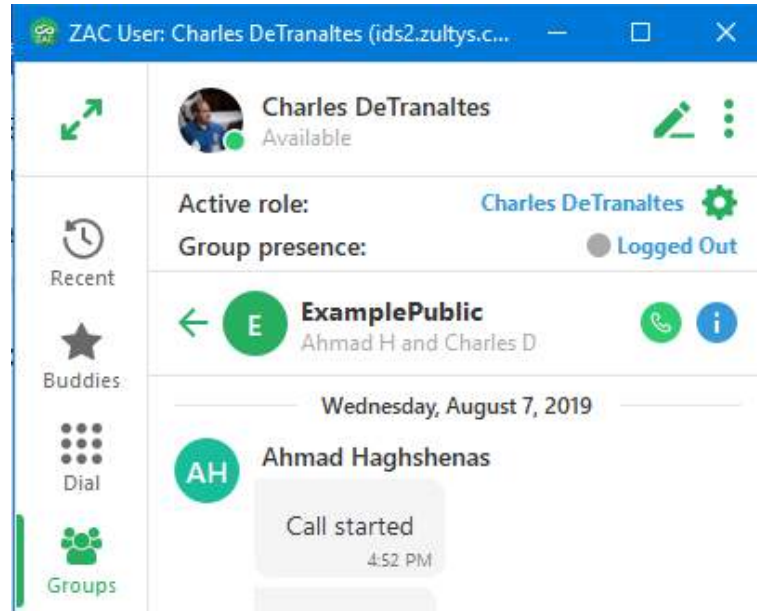 ZAC User: Charles DeTranaltes (ids2.zultys.c...
Charles DeTranaltes
Available
Active role:
Charles DeTranaltes
Group presence:
Logged Out
Recent
Buddies
Dial
Groups
E
ExamplePublic
Ahmad H and Charles D
i
Wednesday, August 7, 2019
AH
Ahmad Haghshenas
Call started
4:52 PM